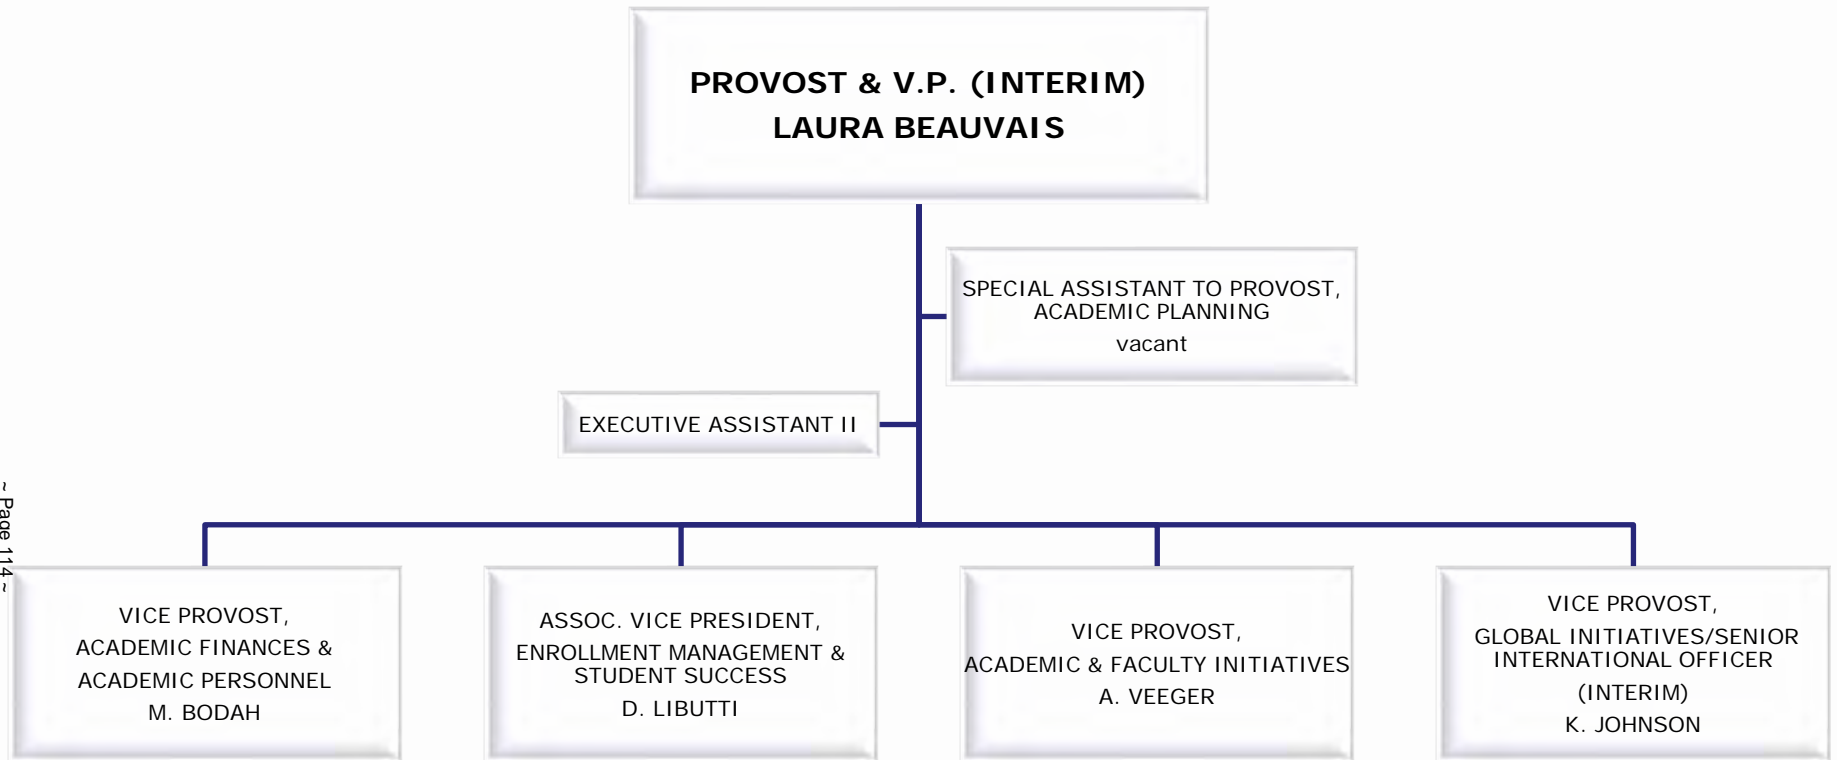 PROVOST & V.P. (INTERIM)
LAURA BEAUVAIS
SPECIAL ASSISTANT TO PROVOST,
ACADEMIC PLANNING
vacant
EXECUTIVE ASSISTANT II
~ Page 114 ~
VICE PROVOST,
ACADEMIC FINANCES &
ACADEMIC PERSONNEL
M. BODAH
ASSOC. VICE PRESIDENT,
ENROLLMENT MANAGEMENT &
STUDENT SUCCESS
D. LIBUTTI
VICE PROVOST,
ACADEMIC & FACULTY INITIATIVES
A. VEEGER
VICE PROVOST,
GLOBAL INITIATIVES/SENIOR
INTERNATIONAL OFFICER
(INTERIM)
K. JOHNSON